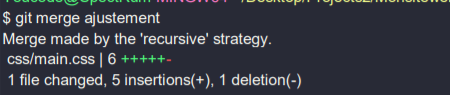 $ git merge ajustement
Merge made by the 'recursive' strategy.
css/main.css | 6 +++++-
1 file changed, 5 insertions(+), 1 deletion(-)